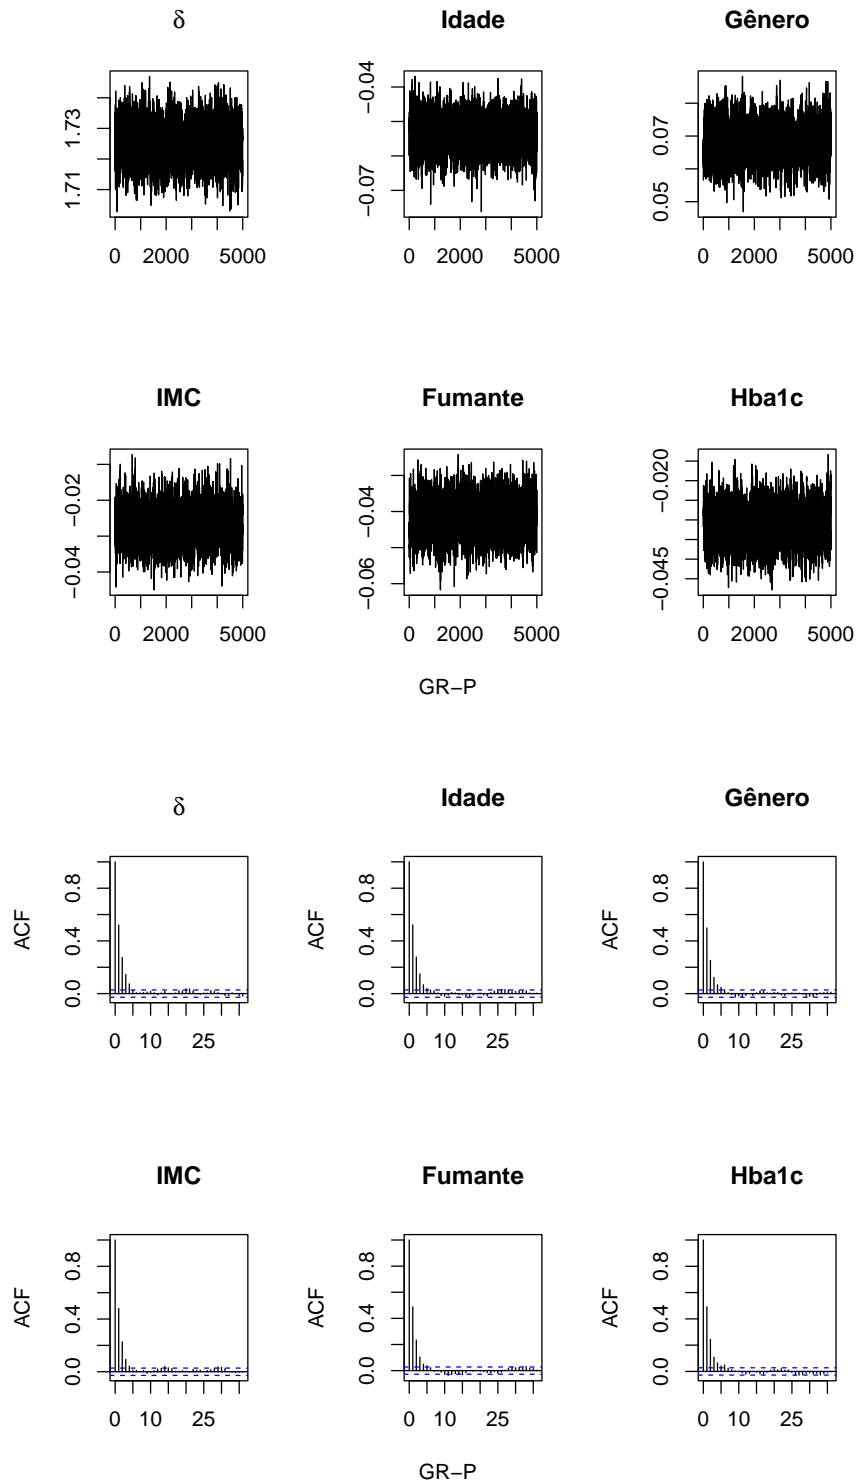 δ Idade Gênero
1.71 1.73
−0.07 −0.04
0.05 0.07
0 2000 5000 0 2000 5000 0 2000 5000
IMC Fumante Hba1c
−0.04 −0.02
−0.06 −0.04
−0.045 −0.020
0 2000 5000 0 2000 5000 0 2000 5000
GR−P
δ Idade Gênero
ACF ACF ACF
0.0 0.4 0.8 0.0 0.4 0.8 0.0 0.4 0.8
0 10 25 0 10 25 0 10 25
IMC Fumante Hba1c
ACF ACF ACF
0.0 0.4 0.8 0.0 0.4 0.8 0.0 0.4 0.8
0 10 25 0 10 25 0 10 25
GR−P